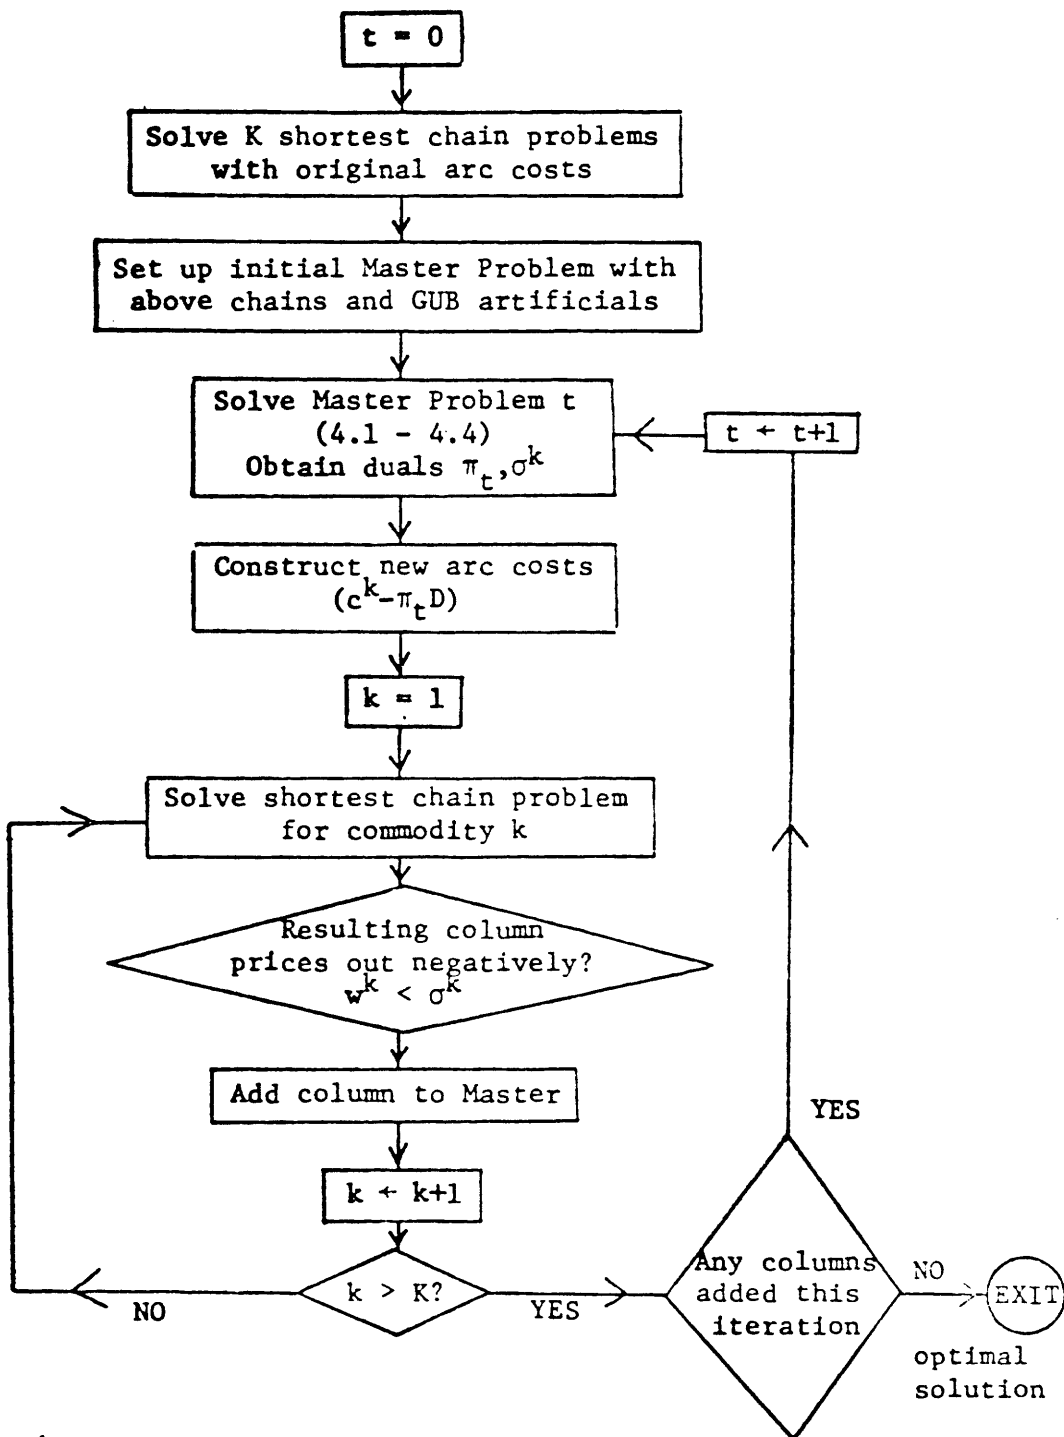 t = 0
Solve K shortest chain problems
with original arc costs
Set up initial Master Problem with
above chains and GUB artificials
Solve Master Problem t
(4.1 - 4.4)
Obtain duals π_t,σ^k
t ← t+1
Construct new arc costs
(c^k-π_tD)
k = 1
Solve shortest chain problem
for commodity k
Resulting column
prices out negatively?
w^k < σ^k
Add column to Master
YES
k ← k+1
k > K?
NO
YES
Any columns
added this
iteration
NO
EXIT
optimal
solution